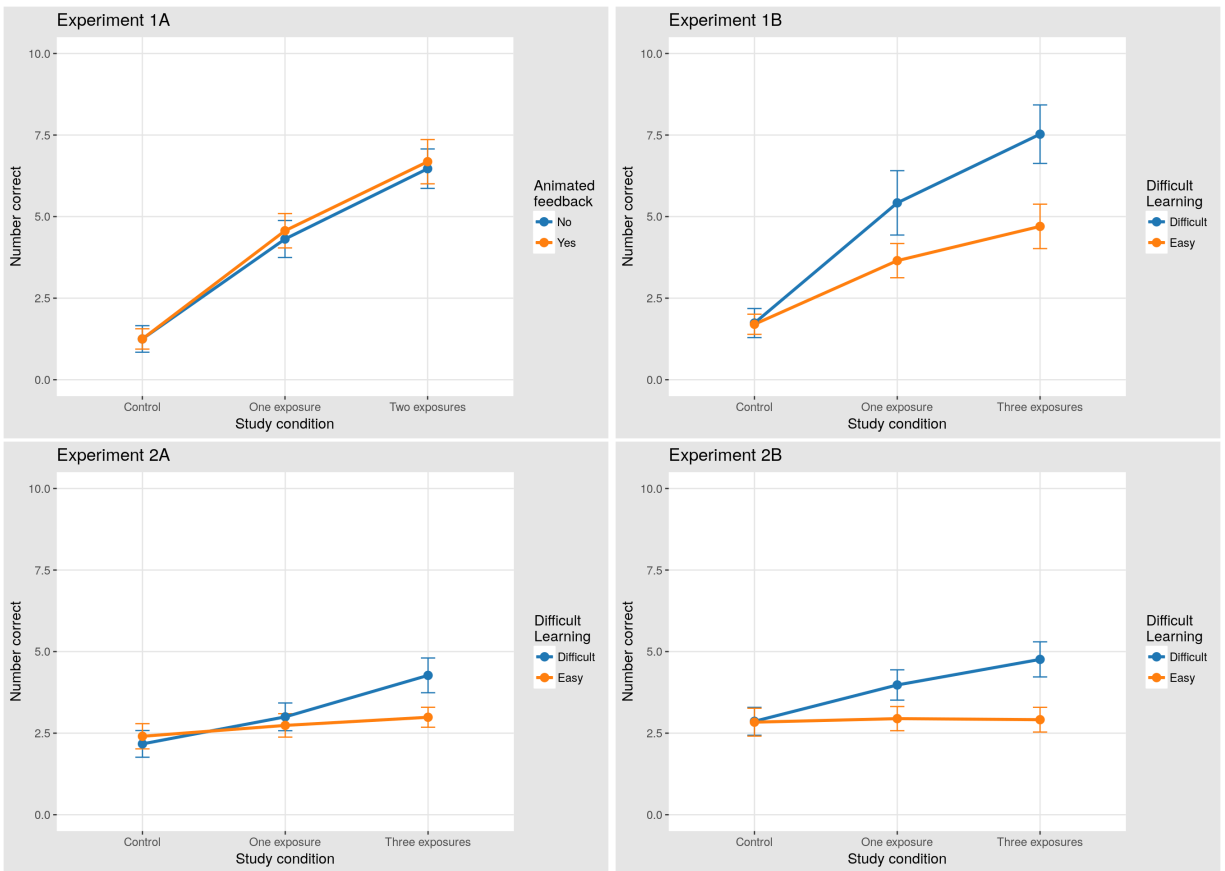 Experiment 1A
10.0
7.5
5.0
2.5
0.0
Number correct
Control One exposure Two exposures
Study condition
Animated
feedback
No
Yes
Experiment 1B
10.0
7.5
5.0
2.5
0.0
Number correct
Control One exposure Three exposures
Study condition
Difficult
Learning
Difficult
Easy
Experiment 2A
10.0
7.5
5.0
2.5
0.0
Number correct
Control One exposure Three exposures
Study condition
Difficult
Learning
Difficult
Easy
Experiment 2B
10.0
7.5
5.0
2.5
0.0
Number correct
Control One exposure Three exposures
Study condition
Difficult
Learning
Difficult
Easy